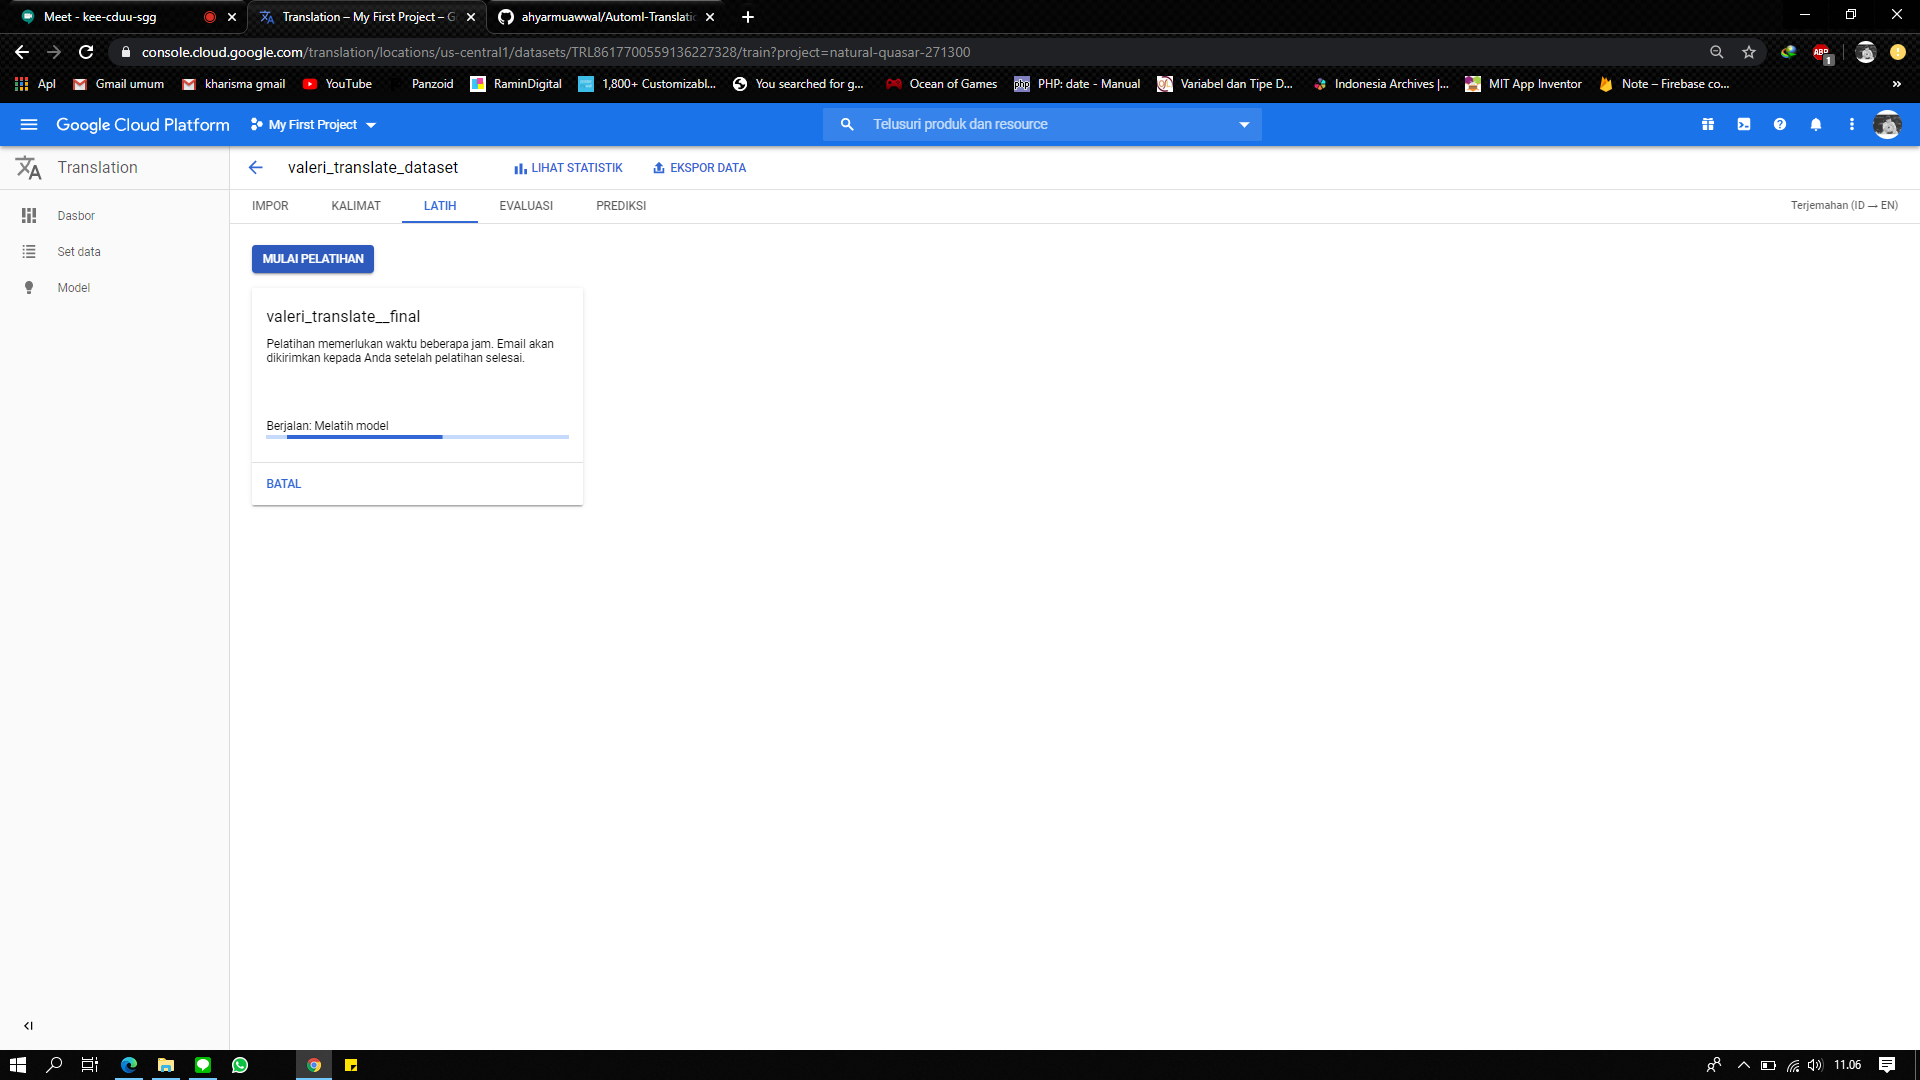 Meet - kee-cduu-sgg
Translation – My First Project – G
ahyarmuawwal/Automl-Translatio
console.cloud.google.com/translation/locations/us-central1/datasets/TRL8617700559136227328/train?project=natural-quasar-271300
ABP
1
Apl
Gmail umum
kharisma gmail
YouTube
Panzoid
RaminDigital
1,800+ Customizabl...
You searched for g...
Ocean of Games
php
PHP: date - Manual
Variabel dan Tipe D...
Indonesia Archives |...
MIT App Inventor
Note – Firebase co...
»
Google Cloud Platform
My First Project
Telusuri produk dan resource
Translation
valeri_translate_dataset
LIHAT STATISTIK
EKSPOR DATA
Dasbor
Set data
Model
IMPOR
KALIMAT
LATIH
EVALUASI
PREDIKSI
Terjemahan (ID → EN)
MULAI PELATIHAN
valeri_translate__final
Pelatihan memerlukan waktu beberapa jam. Email akan
dikirimkan kepada Anda setelah pelatihan selesai.
Berjalan: Melatih model
BATAL
11.06